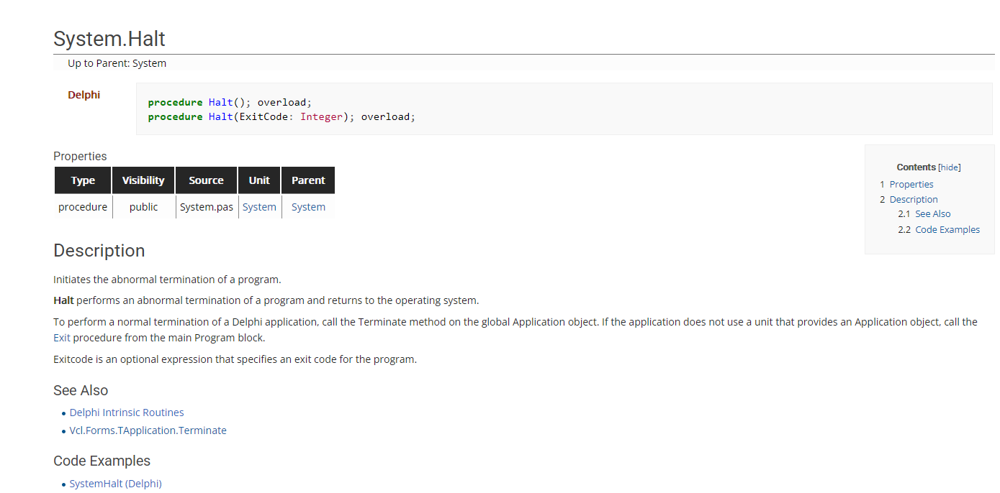 System.Halt
Up to Parent: System
Delphi
procedure Halt(); overload;
procedure Halt(ExitCode: Integer); overload;
Properties
Type Visibility Source Unit Parent
procedure public System.pas System System
Contents [hide]
1 Properties
2 Description
2.1 See Also
2.2 Code Examples
Description
Initiates the abnormal termination of a program.
Halt performs an abnormal termination of a program and returns to the operating system.
To perform a normal termination of a Delphi application, call the Terminate method on the global Application object. If the application does not use a unit that provides an Application object, call the
Exit procedure from the main Program block.
Exitcode is an optional expression that specifies an exit code for the program.
See Also
• Delphi Intrinsic Routines
• Vcl.Forms.TApplication.Terminate
Code Examples
• SystemHalt (Delphi)